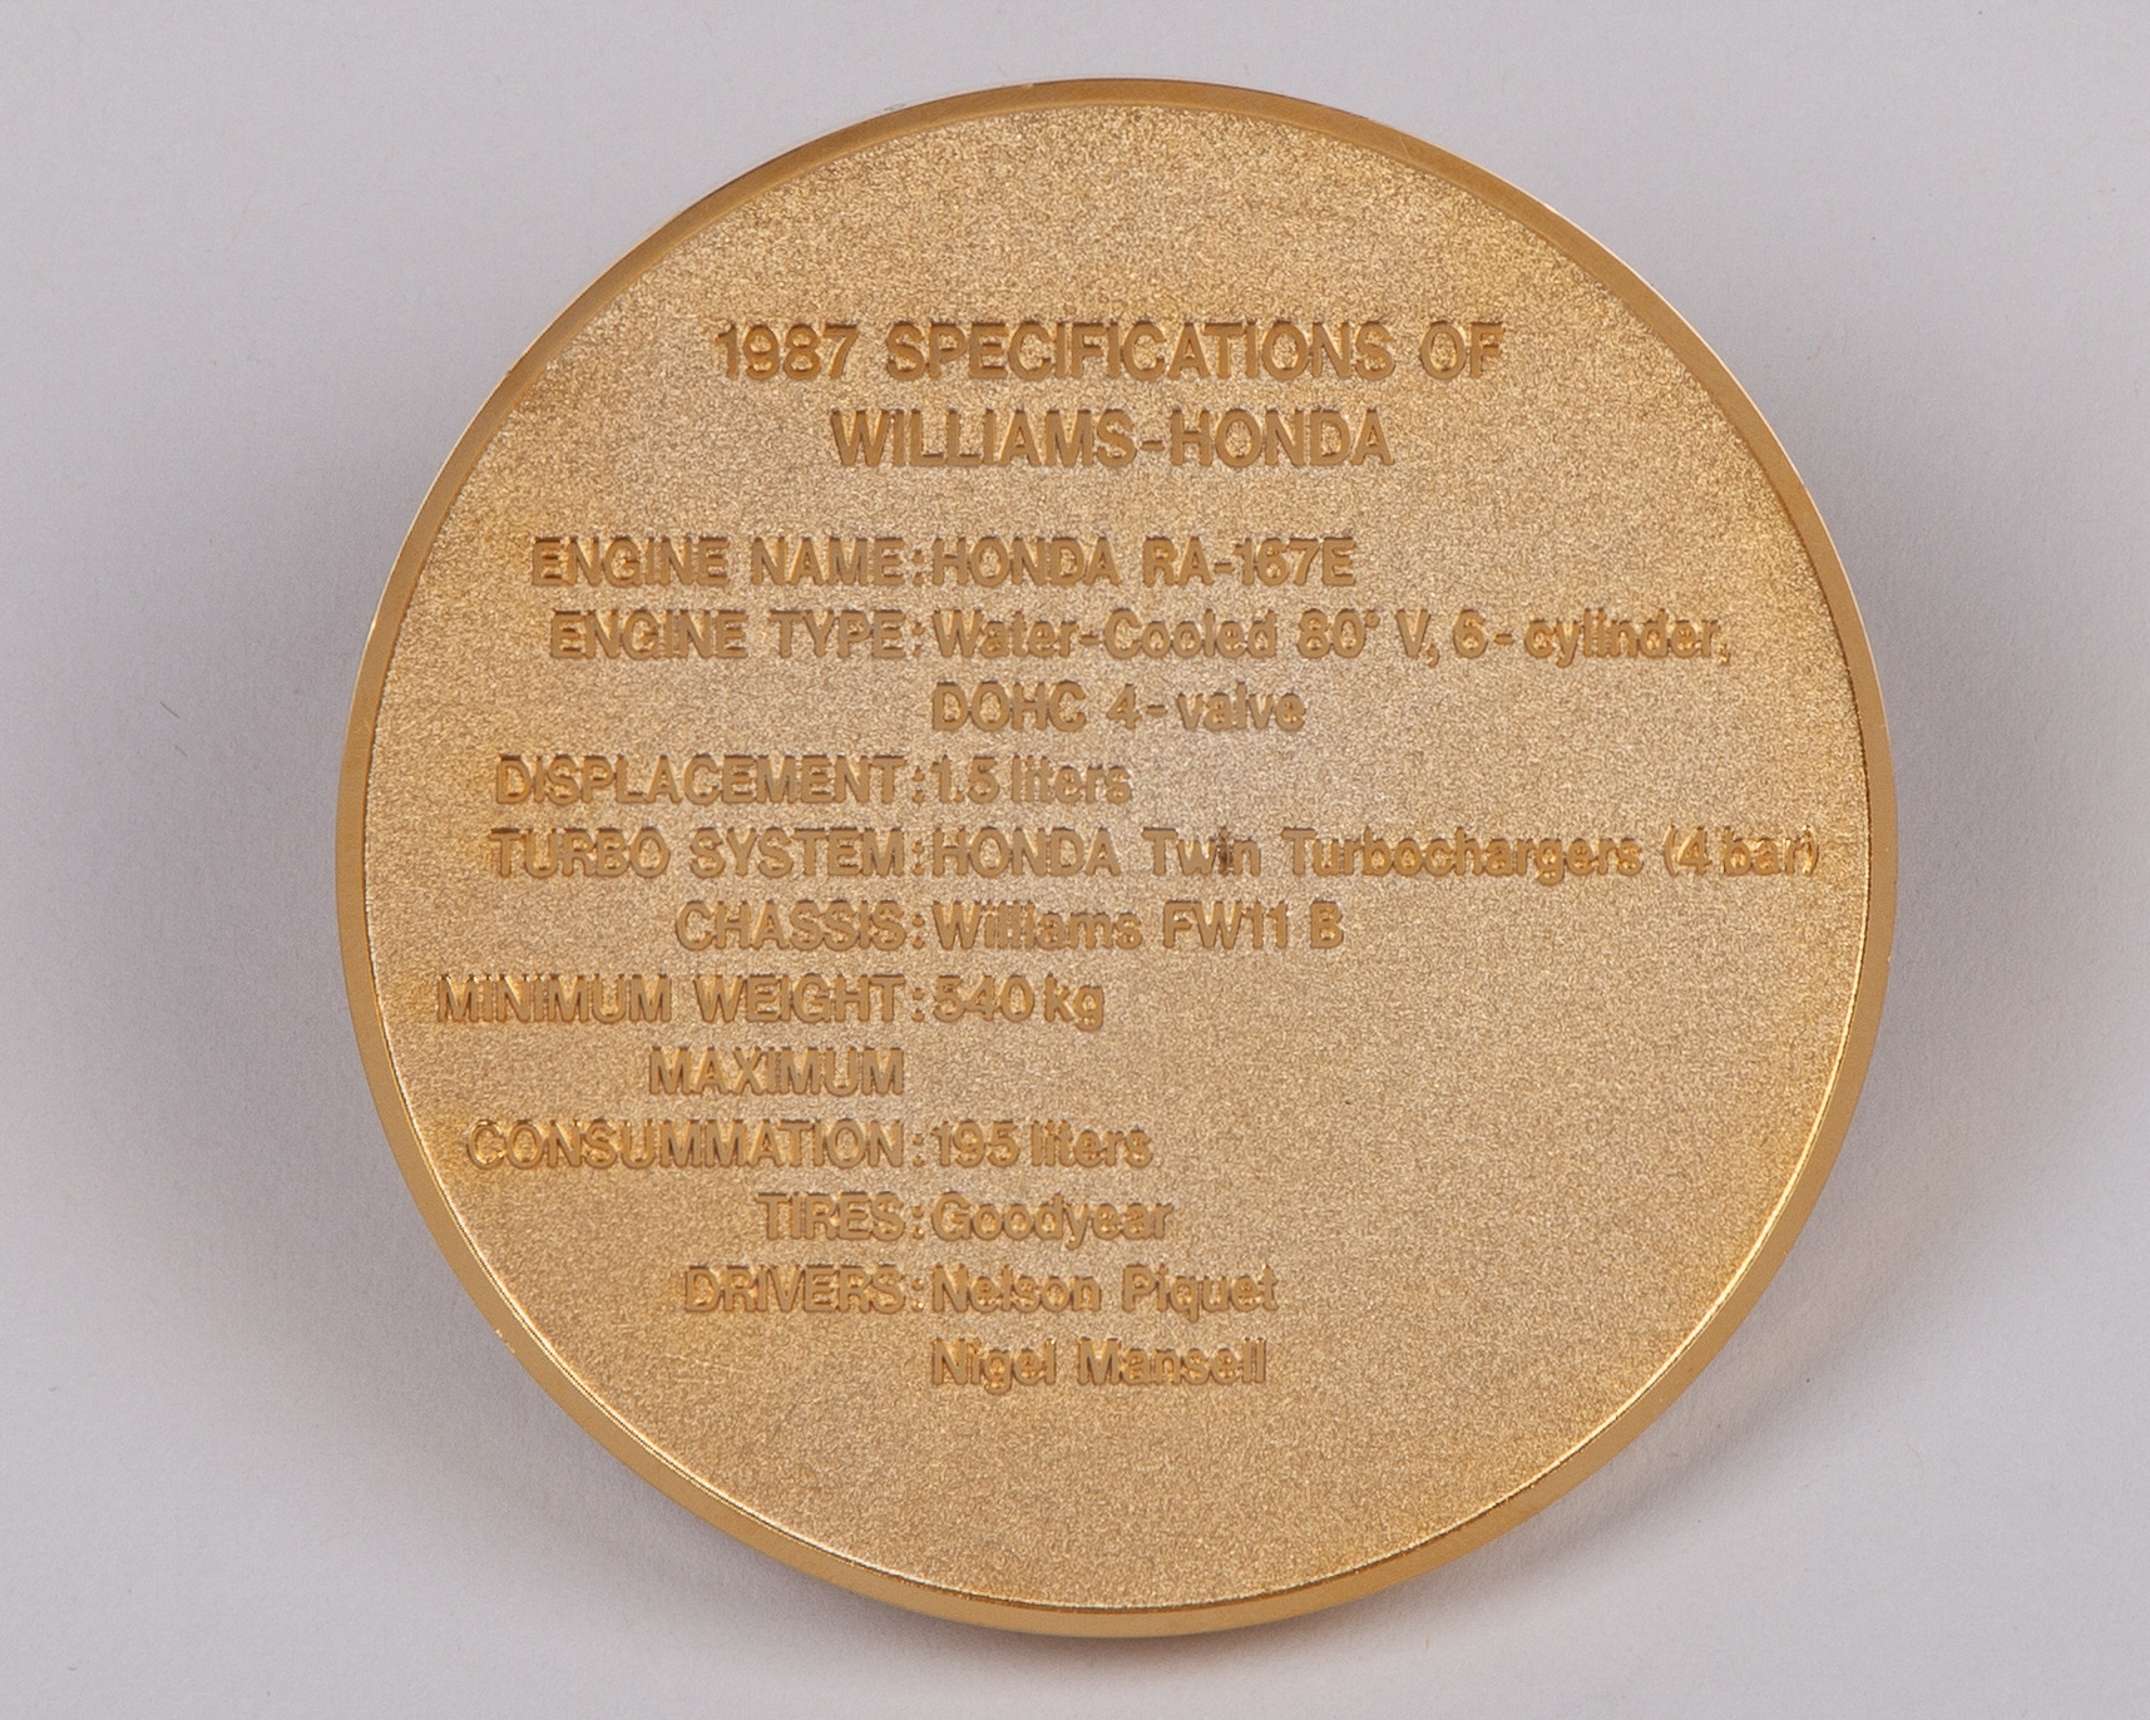 1987 SPECIFICATIONS OF
WILLIAMS-HONDA
ENGINE NAME:HONDA RA-167E
ENGINE TYPE:Water-Cooled 80° V, 6-cylinder,
DOHC 4-valve
DISPLACEMENT:1.5 liters
TURBO SYSTEM:HONDA Twin Turbochargers (4 bar)
CHASSIS:Williams FW11 B
MINIMUM WEIGHT:540 kg
MAXIMUM
CONSUMMATION:195 liters
TIRES:Goodyear
DRIVERS:Nelson Piquet
Nigel Mansell